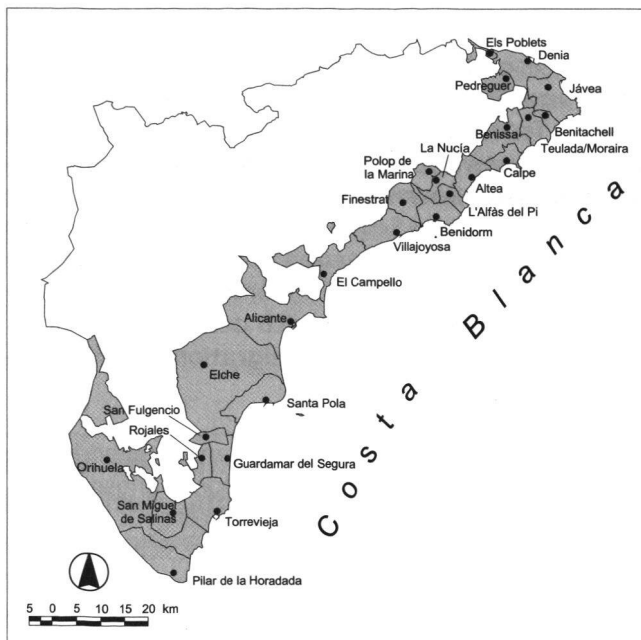 Els Poblets
Denia
Pedreguer
Jávea
Benissa
Benitachell
Teulada/Moraira
La Nucía
Polop de
la Marina
Calpe
Altea
Finestrat
L'Alfàs del Pi
Benidorm
Villajoyosa
El Campello
Alicante
Elche
Santa Pola
San Fulgencio
Rojales
Orihuela
Guardamar del Segura
San Miguel
de Salinas
Torrevieja
Pilar de la Horadada
Costa Blanca
5 0 5 10 15 20 km